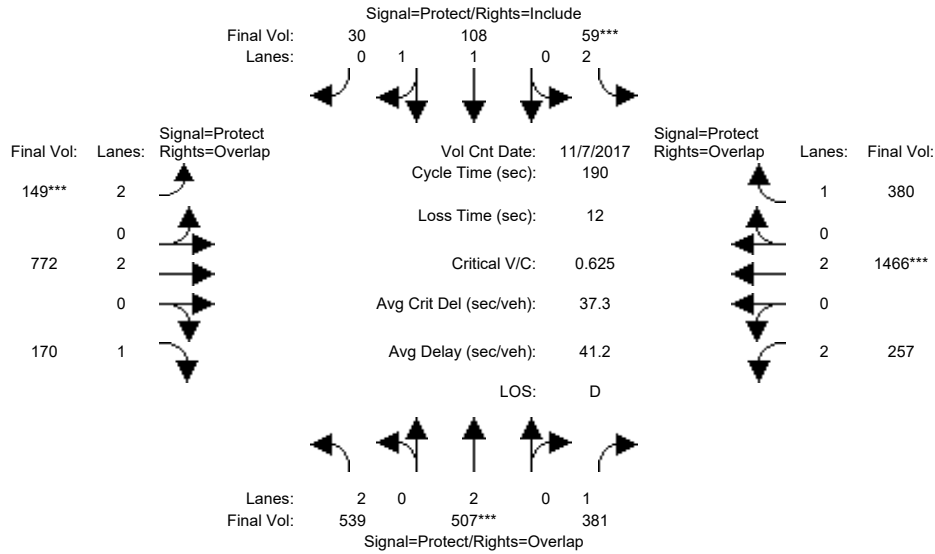 Signal=Protect/Rights=Include
Final Vol: 30 108 59***
Lanes: 0 1 1 0 2
Signal=Protect
Final Vol: Lanes: Rights=Overlap
Vol Cnt Date: 11/7/2017
Signal=Protect
Rights=Overlap Lanes: Final Vol:
Cycle Time (sec): 190
149*** 2
1 380
Loss Time (sec): 12
0
0
772 2
Critical V/C: 0.625
2 1466***
0
Avg Crit Del (sec/veh): 37.3
0
170 1
Avg Delay (sec/veh): 41.2
2 257
LOS: D
Lanes: 2 0 2 0 1
Final Vol: 539 507*** 381
Signal=Protect/Rights=Overlap